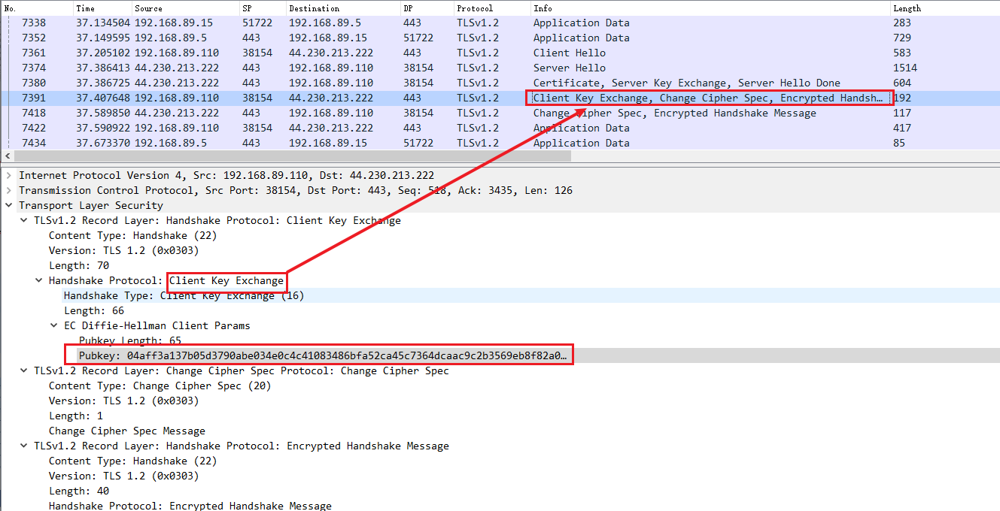 No. Time Source SP Destination DP Protocol Info Length
7338 37.134504 192.168.89.15 51722 192.168.89.5 443 TLSv1.2 Application Data 283
7352 37.149595 192.168.89.5 443 192.168.89.15 51722 TLSv1.2 Application Data 729
7361 37.205102 192.168.89.110 38154 44.230.213.222 443 TLSv1.2 Client Hello 583
7374 37.386413 44.230.213.222 443 192.168.89.110 38154 TLSv1.2 Server Hello 1514
7380 37.386725 44.230.213.222 443 192.168.89.110 38154 TLSv1.2 Certificate, Server Key Exchange, Server Hello Done 604
7391 37.407648 192.168.89.110 38154 44.230.213.222 443 TLSv1.2 Client Key Exchange, Change Cipher Spec, Encrypted Handsh… 192
7418 37.589850 44.230.213.222 443 192.168.89.110 38154 TLSv1.2 Change Cipher Spec, Encrypted Handshake Message 117
7422 37.590922 192.168.89.110 38154 44.230.213.222 443 TLSv1.2 Application Data 417
7434 37.673370 192.168.89.5 443 192.168.89.15 51722 TLSv1.2 Application Data 85
Internet Protocol Version 4, Src: 192.168.89.110, Dst: 44.230.213.222
Transmission Control Protocol, Src Port: 38154, Dst Port: 443, Seq: 518, Ack: 3435, Len: 126
Transport Layer Security
TLSv1.2 Record Layer: Handshake Protocol: Client Key Exchange
Content Type: Handshake (22)
Version: TLS 1.2 (0x0303)
Length: 70
Handshake Protocol: Client Key Exchange
Handshake Type: Client Key Exchange (16)
Length: 66
EC Diffie-Hellman Client Params
Pubkey Length: 65
Pubkey: 04aff3a137b05d3790abe034e0c4c41083486bfa52ca45c7364dcaac9c2b3569eb8f82a0…
TLSv1.2 Record Layer: Change Cipher Spec Protocol: Change Cipher Spec
Content Type: Change Cipher Spec (20)
Version: TLS 1.2 (0x0303)
Length: 1
Change Cipher Spec Message
TLSv1.2 Record Layer: Handshake Protocol: Encrypted Handshake Message
Content Type: Handshake (22)
Version: TLS 1.2 (0x0303)
Length: 40
Handshake Protocol: Encrypted Handshake Message